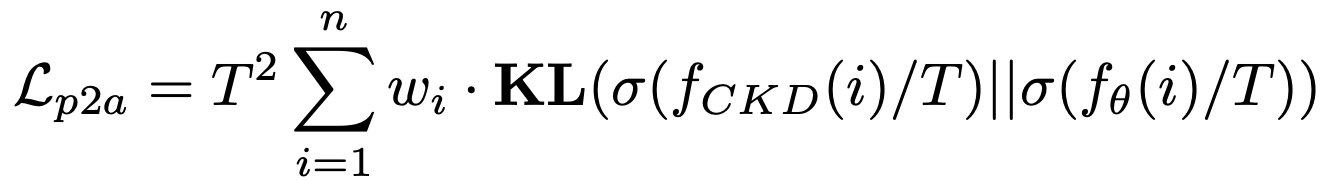 $\mathcal{L}_{p2a} = T^2 \sum_{i=1}^{n} w_i \cdot \mathbf{KL}(\sigma(f_{CKD}(i)/T)||\sigma(f_\theta(i)/T))$